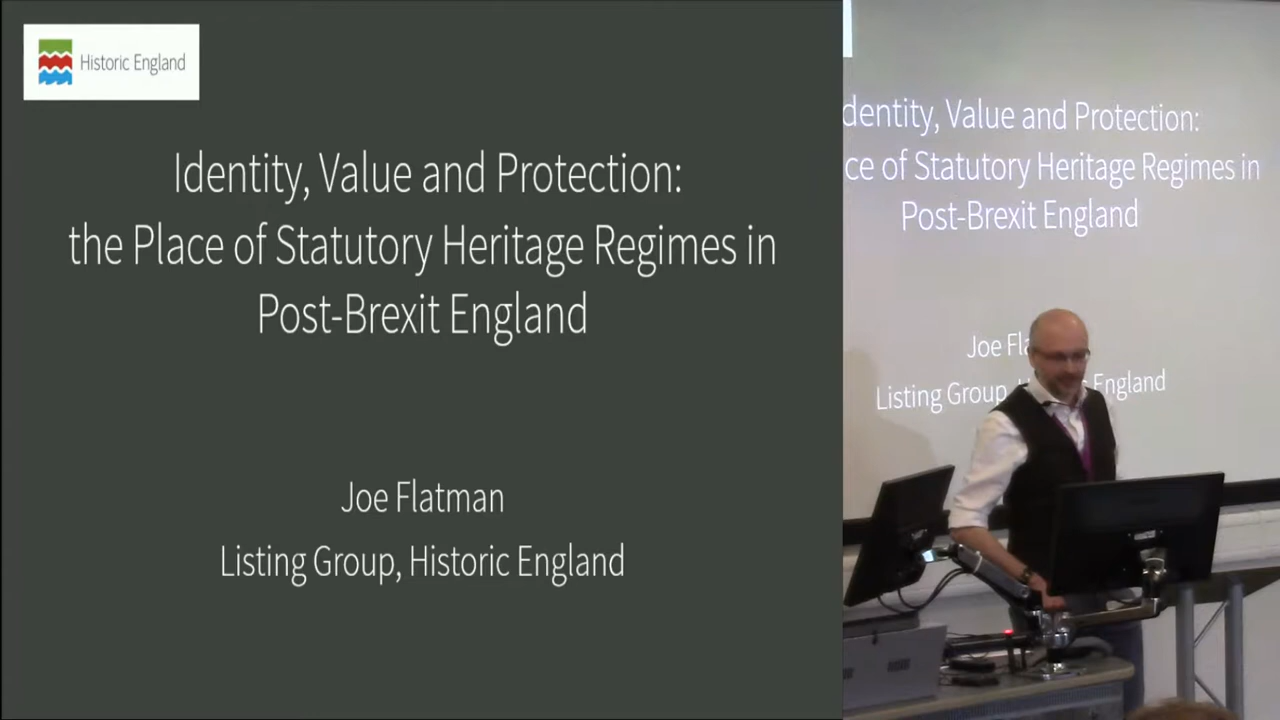 Historic England
Identity, Value and Protection:
the Place of Statutory Heritage Regimes in
Post-Brexit England
Joe Flatman
Listing Group, Historic England
dentity, Value and Protection:
ce of Statutory Heritage Regimes in
Post-Brexit England
Joe Fla
Listing Group, England